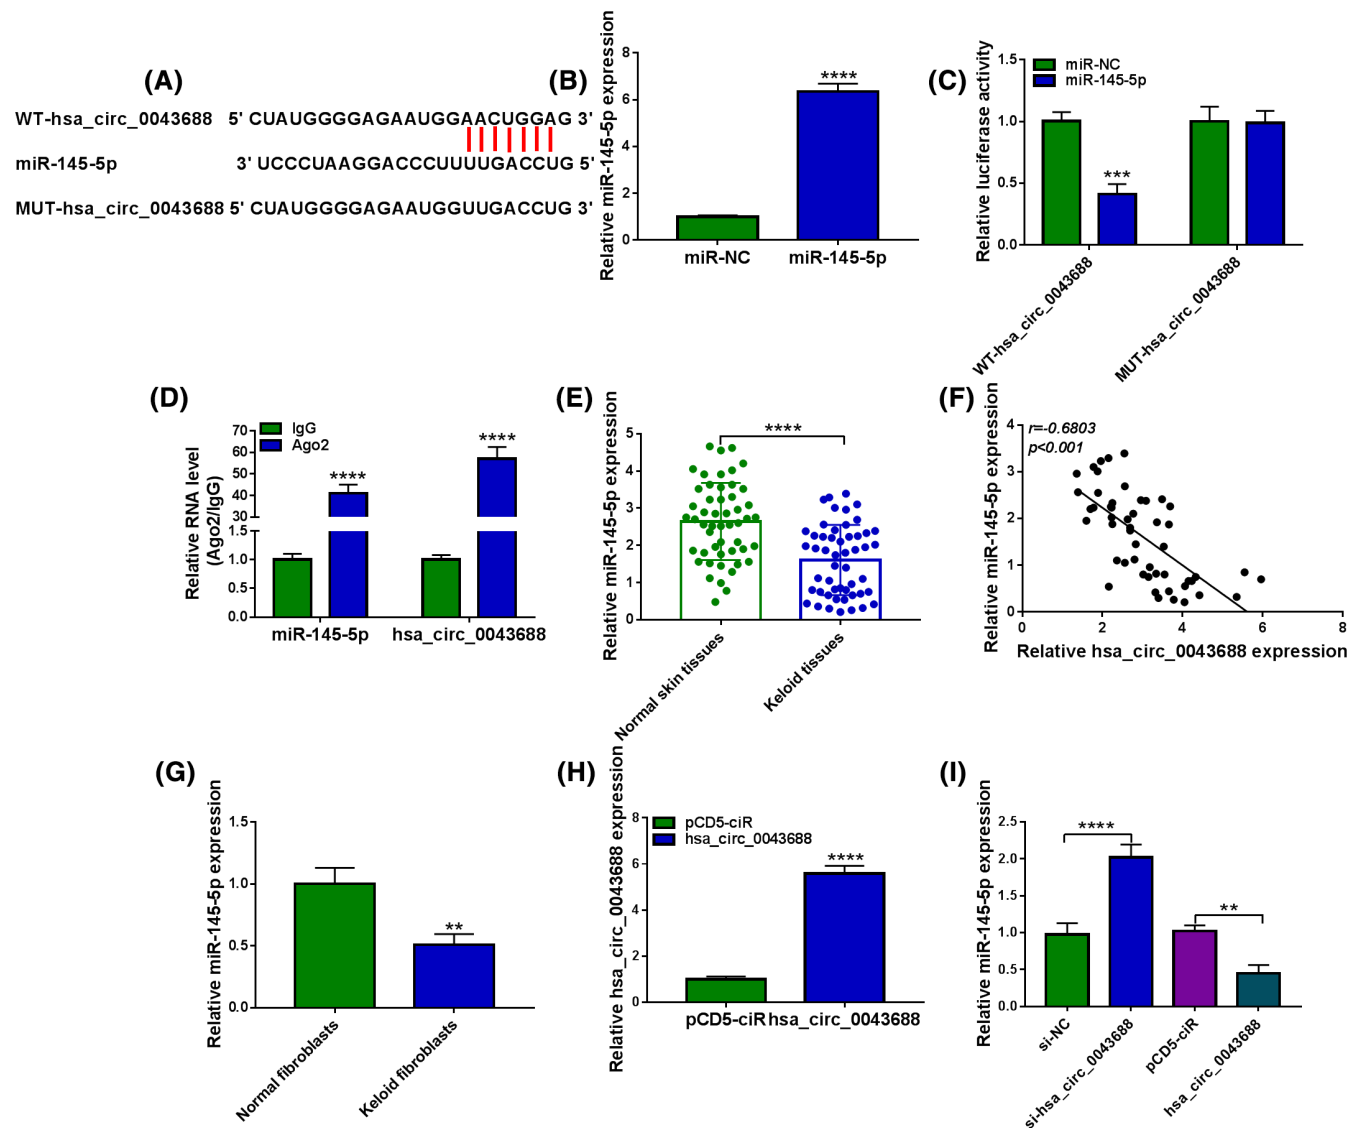 (A)
WT-hsa_circ_0043688 5' CUAUGGGGAGAAUGGAACUGGAG 3'
miR-145-5p 3' UCCCUAAGGACCCUUUUGACCUG 5'
MUT-hsa_circ_0043688 5' CUAUGGGGAGAAUGGUUGACCUG 3'
(B)
Relative miR-145-5p expression
8
6
4
2
0
****
miR-NC miR-145-5p
(C)
Relative luciferase activity
miR-NC
miR-145-5p
1.5
1.0
0.5
0.0
***
WT-hsa_circ_0043688
MUT-hsa_circ_0043688
(D)
Relative RNA level
(Ago2/IgG)
IgG
Ago2
70
60
50
40
30
1.5
1.0
0.5
0.0
****
****
miR-145-5p hsa_circ_0043688
(E)
Relative miR-145-5p expression
5
4
3
2
1
0
****
Normal skin tissues
Keloid tissues
(F)
Relative miR-145-5p expression
4
3
2
1
0
r=-0.6803
p<0.001
0 2 4 6 8
Relative hsa_circ_0043688 expression
(G)
Relative miR-145-5p expression
1.5
1.0
0.5
0.0
**
Normal fibroblasts
Keloid fibroblasts
(H)
Relative hsa_circ_0043688 expression
8
6
4
2
0
pCD5-ciR
hsa_circ_0043688
****
pCD5-ciR hsa_circ_0043688
(I)
Relative miR-145-5p expression
2.5
2.0
1.5
1.0
0.5
0.0
****
**
si-NC
si-hsa_circ_0043688
pCD5-ciR
hsa_circ_0043688